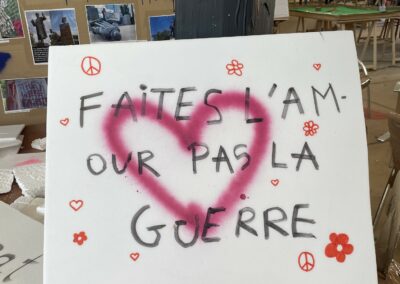 FAITES L'AM-
OUR PAS LA
GUERRE